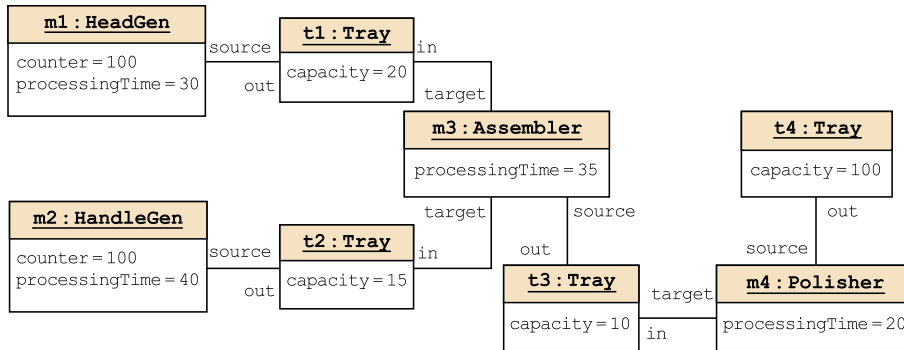 m1:HeadGen
counter=100
processingTime=30
source
out
t1:Tray
capacity=20
in
target
m3:Assembler
processingTime=35
t4:Tray
capacity=100
m2:HandleGen
counter=100
processingTime=40
source
out
t2:Tray
capacity=15
target
in
source
out
out
source
t3:Tray
capacity=10
target
in
m4:Polisher
processingTime=20